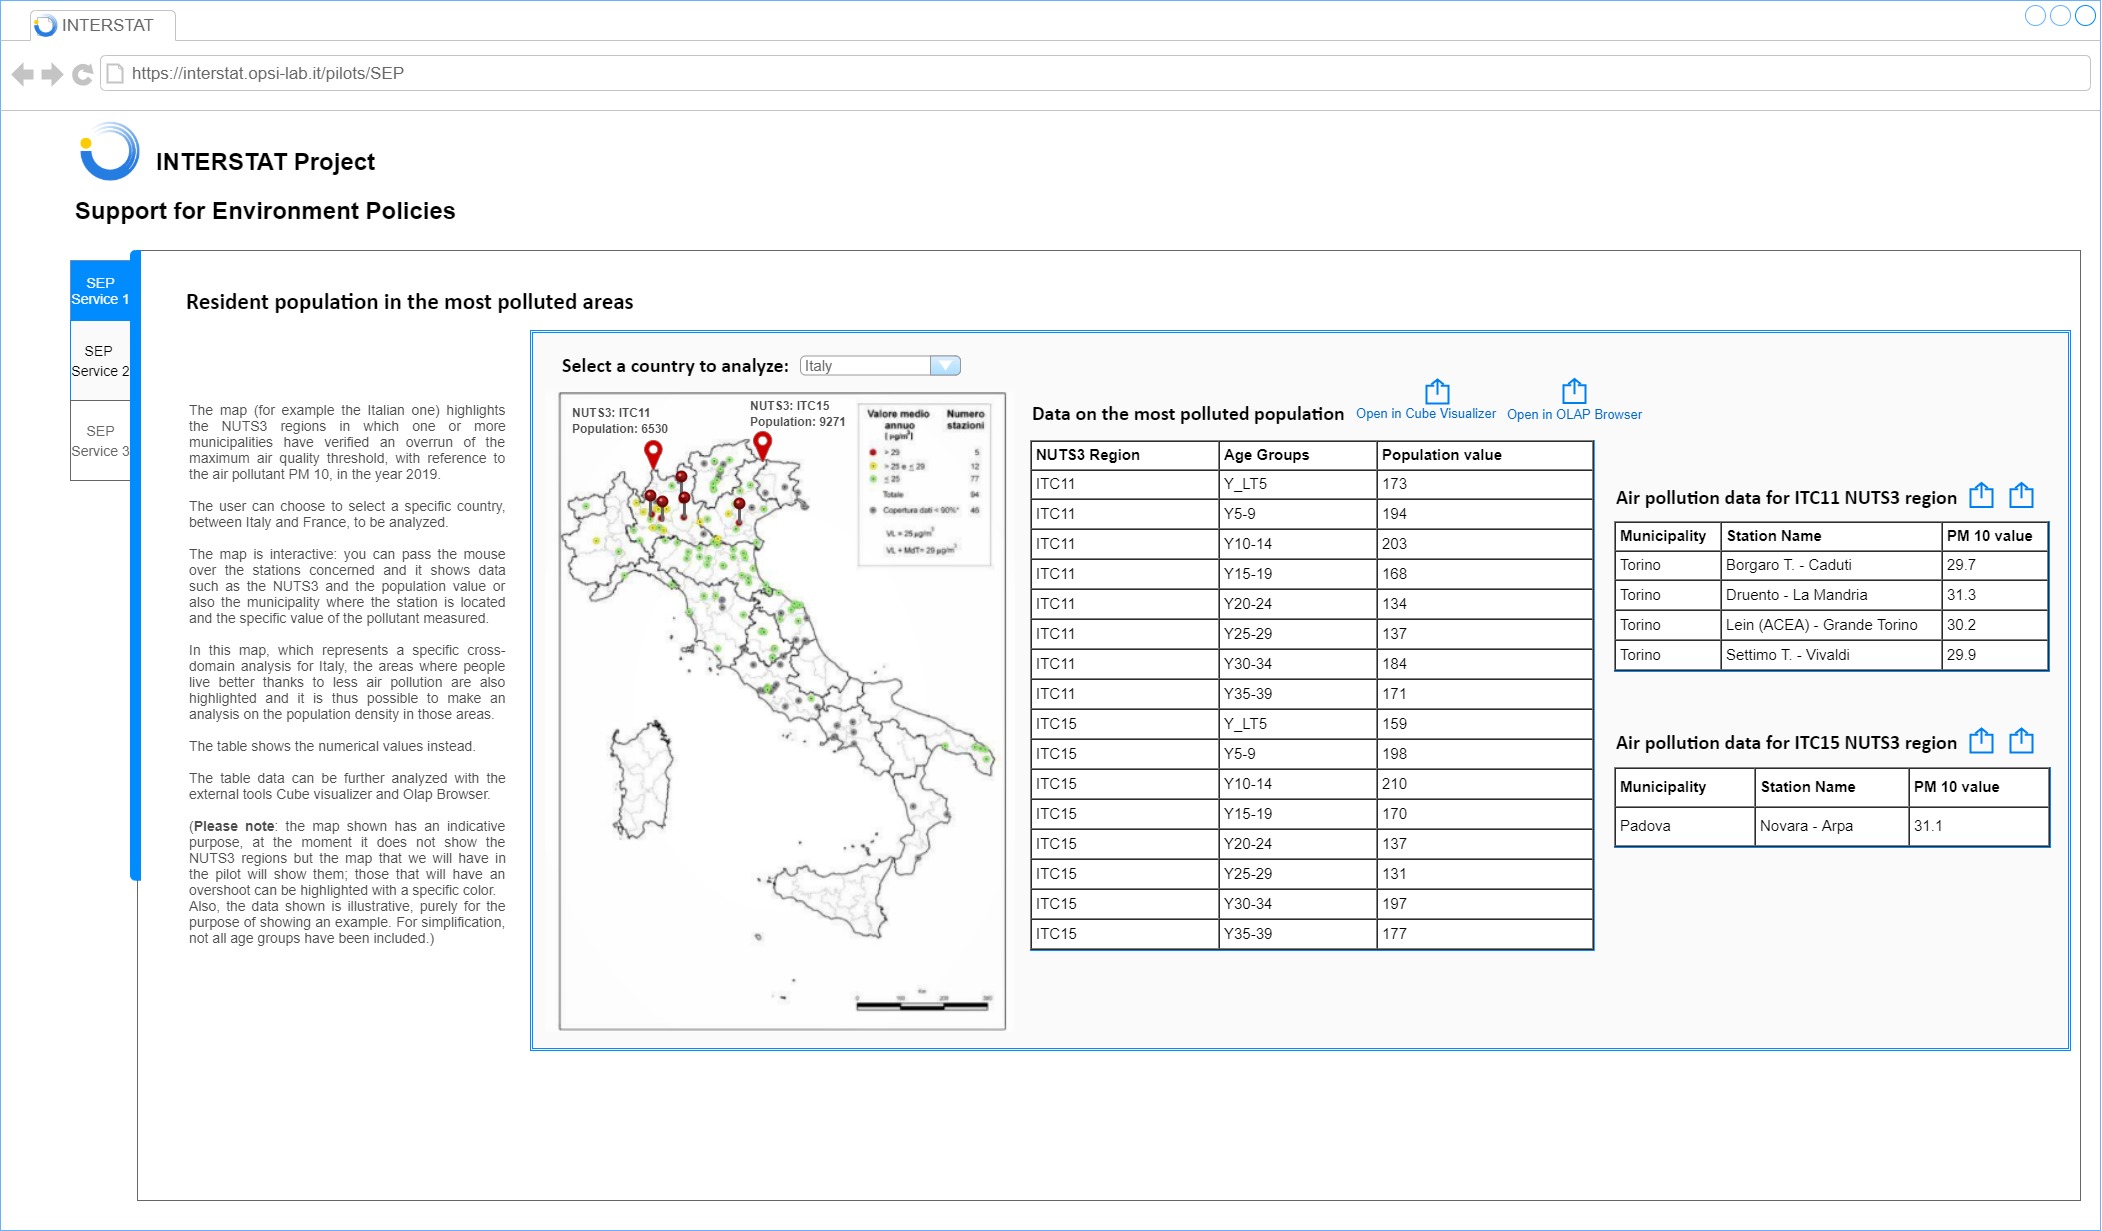 INTERSTAT
https://interstat.opsi-lab.it/pilots/SEP
INTERSTAT Project
Support for Environment Policies
SEP
Service 1
SEP
Service 2
SEP
Service 3
Resident population in the most polluted areas
The map (for example the Italian one) highlights
the NUTS3 regions in which one or more
municipalities have verified an overrun of the
maximum air quality threshold, with reference to
the air pollutant PM 10, in the year 2019.
The user can choose to select a specific country,
between Italy and France, to be analyzed.
The map is interactive: you can pass the mouse
over the stations concerned and it shows data
such as the NUTS3 and the population value or
also the municipality where the station is located
and the specific value of the pollutant measured.
In this map, which represents a specific cross-
domain analysis for Italy, the areas where people
live better thanks to less air pollution are also
highlighted and it is thus possible to make an
analysis on the population density in those areas.
The table shows the numerical values instead.
The table data can be further analyzed with the
external tools Cube visualizer and Olap Browser.
(Please note: the map shown has an indicative
purpose, at the moment it does not show the
NUTS3 regions but the map that we will have in
the pilot will show them; those that will have an
overshoot can be highlighted with a specific color.
Also, the data shown is illustrative, purely for the
purpose of showing an example. For simplification,
not all age groups have been included.)
Select a country to analyze: Italy
NUTS3: ITC11
Population: 6530
NUTS3: ITC15
Population: 9271
Valore medio annuo [µg/m³] Numero stazioni
> 29 5
> 25 e ≤ 29 12
≤ 25 77
Totale 94
Copertura dati < 90%* 46
VL = 25 µg/m³
VL + MdT= 29 µg/m³
Km
0 100 200 300
Data on the most polluted population
Open in Cube Visualizer
Open in OLAP Browser
NUTS3 Region Age Groups Population value
ITC11 Y_LT5 173
ITC11 Y5-9 194
ITC11 Y10-14 203
ITC11 Y15-19 168
ITC11 Y20-24 134
ITC11 Y25-29 137
ITC11 Y30-34 184
ITC11 Y35-39 171
ITC15 Y_LT5 159
ITC15 Y5-9 198
ITC15 Y10-14 210
ITC15 Y15-19 170
ITC15 Y20-24 137
ITC15 Y25-29 131
ITC15 Y30-34 197
ITC15 Y35-39 177
Air pollution data for ITC11 NUTS3 region
Municipality Station Name PM 10 value
Torino Borgaro T. - Caduti 29.7
Torino Druento - La Mandria 31.3
Torino Lein (ACEA) - Grande Torino 30.2
Torino Settimo T. - Vivaldi 29.9
Air pollution data for ITC15 NUTS3 region
Municipality Station Name PM 10 value
Padova Novara - Arpa 31.1